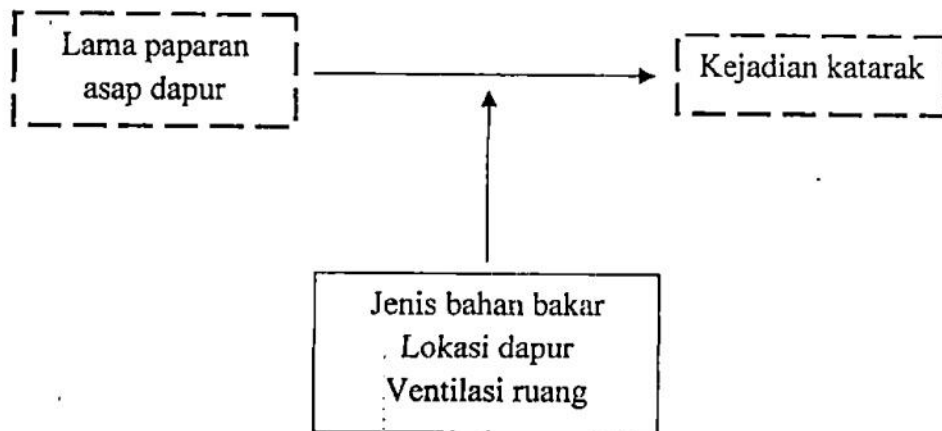 Lama paparan
asap dapur
Kejadian katarak
Jenis bahan bakar
Lokasi dapur
Ventilasi ruang